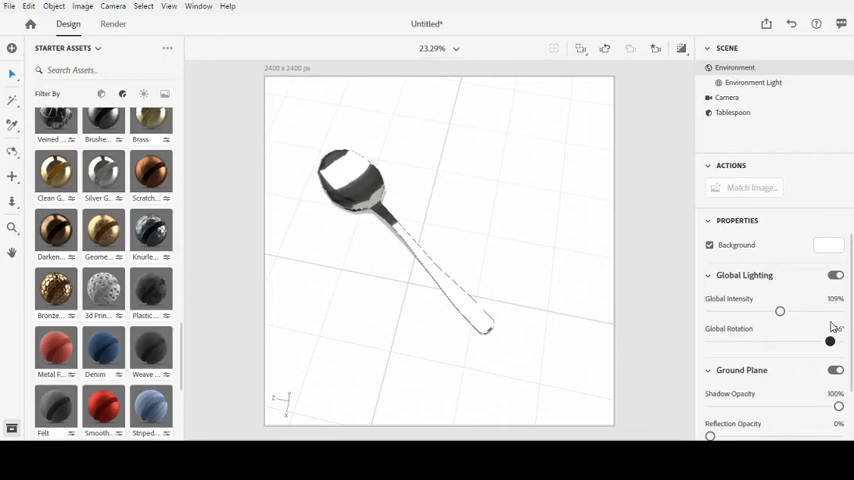 File Edit Object Image Camera Select View Window Help
Design Render Untitled*
STARTER ASSETS
Search Assets..
Filter By
Veined ... Brushe... Brass
Clean G... Silver G... Scratch...
Darken... Geome... Knurle...
Bronze... 3d Prin... Plastic ...
Metal F... Denim Weave ...
Felt Smooth... Striped...
23.29%
2400 x 2400 px
Z Y
X
SCENE
Environment
Environment Light
Camera
Tablespoon
ACTIONS
Match Image...
PROPERTIES
Background
Global Lighting
Global Intensity 109%
Global Rotation
Ground Plane
Shadow Opacity 100%
Reflection Opacity 0%